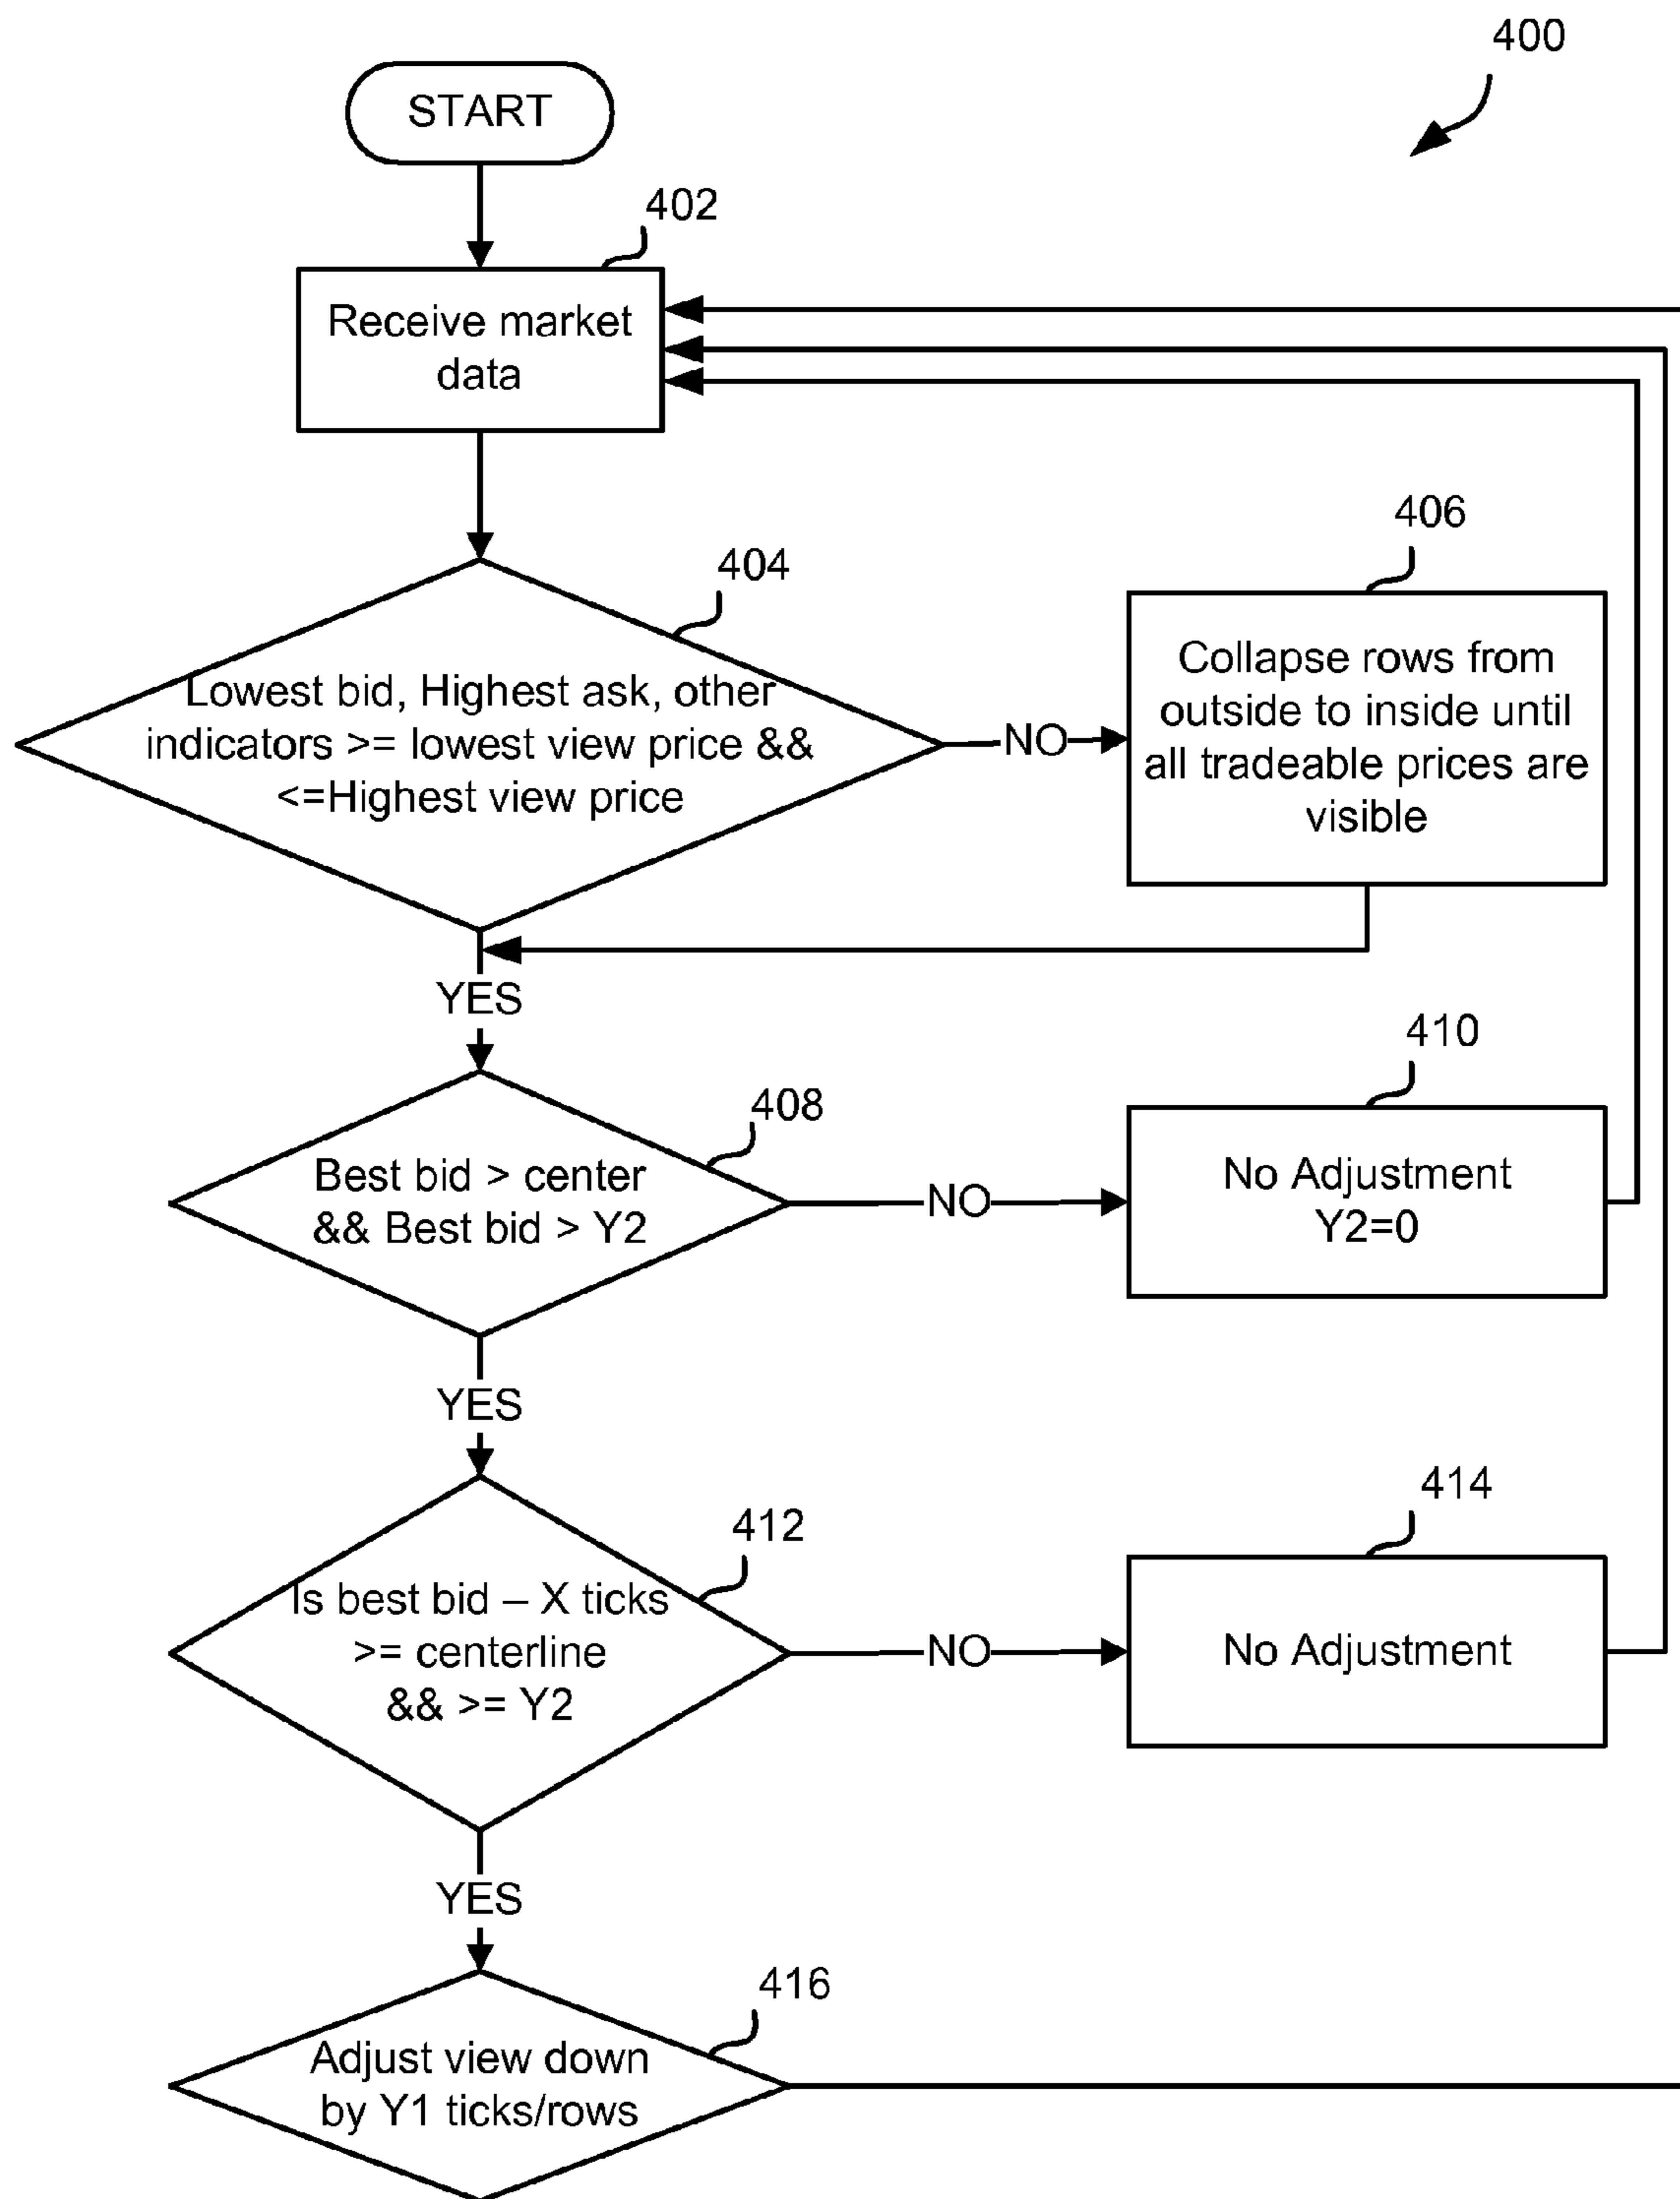 400
START
402
Receive market
data
404
Lowest bid, Highest ask, other
indicators >= lowest view price &&
<=Highest view price
NO
406
Collapse rows from
outside to inside until
all tradeable prices are
visible
YES
408
Best bid > center
&& Best bid > Y2
NO
410
No Adjustment
Y2=0
YES
412
Is best bid – X ticks
>= centerline
&& >= Y2
NO
414
No Adjustment
YES
416
Adjust view down
by Y1 ticks/rows